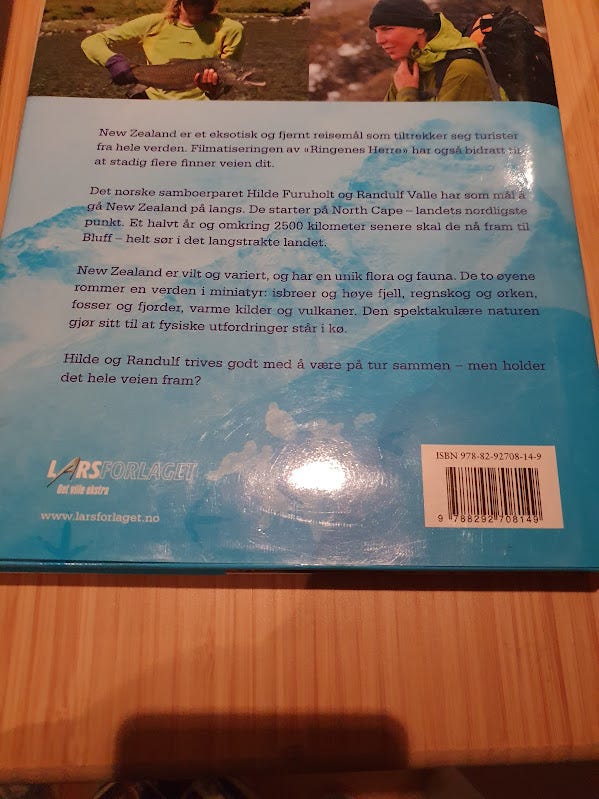 New Zealand er et eksotisk og fjernt reisemål som tiltrekker seg turister
fra hele verden. Filmatiseringen av «Ringenes Herre» har også bidratt til
at stadig flere finner veien dit.
Det norske samboerparet Hilde Furuholt og Randulf Valle har som mål å
gå New Zealand på langs. De starter på North Cape – landets nordligste
punkt. Et halvt år og omkring 2500 kilometer senere skal de nå fram til
Bluff – helt sør i det langstrakte landet.
New Zealand er vilt og variert, og har en unik flora og fauna. De to øyene
rommer en verden i miniatyr: isbreer og høye fjell, regnskog og ørken,
fosser og fjorder, varme kilder og vulkaner. Den spektakulære naturen
gjør sitt til at fysiske utfordringer står i kø.
Hilde og Randulf trives godt med å være på tur sammen – men holder
det hele veien fram?
LARSFORLAGET
Det ville ekstra
www.larsforlaget.no
ISBN 978-82-92708-14-9
9 788292 708149